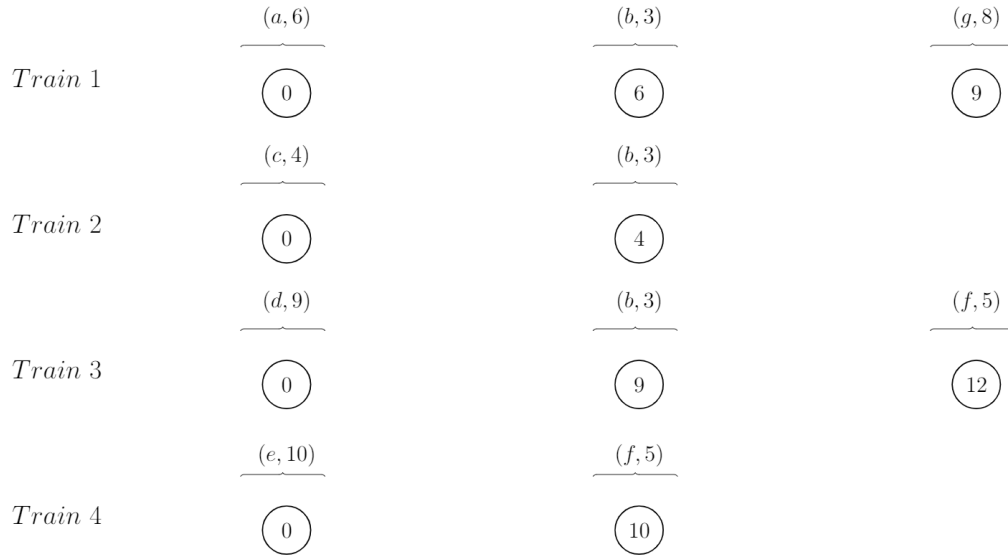 (a, 6) (b, 3) (g, 8)
Train 1 0 6 9
(c, 4) (b, 3)
Train 2 0 4
(d, 9) (b, 3) (f, 5)
Train 3 0 9 12
(e, 10) (f, 5)
Train 4 0 10